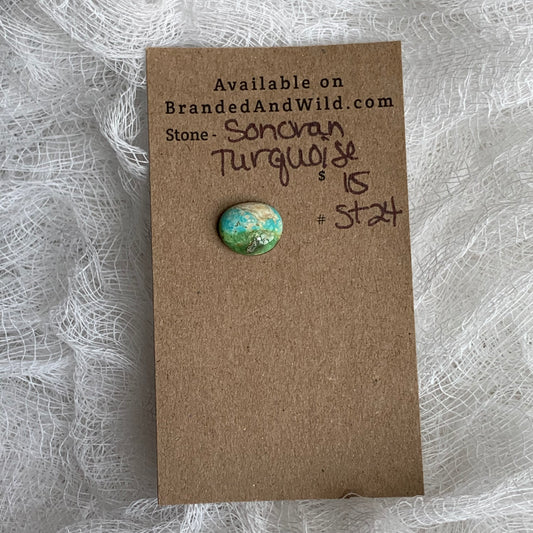 Available on
BrandedAndWild.com
Stone - Sonoran
Turquoise
$ 15
# St24